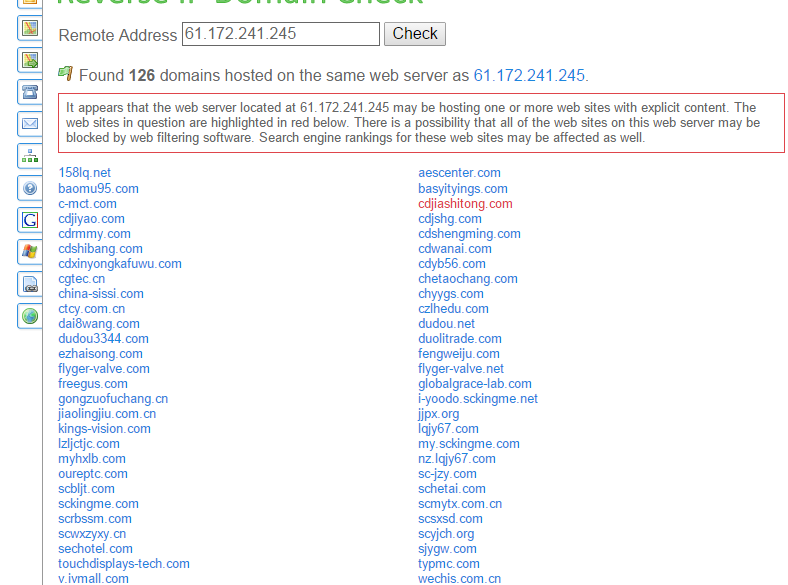 Reverse IP Domain Check
Remote Address 61.172.241.245 Check
Found 126 domains hosted on the same web server as 61.172.241.245.
It appears that the web server located at 61.172.241.245 may be hosting one or more web sites with explicit content. The
web sites in question are highlighted in red below. There is a possibility that all of the web sites on this web server may be
blocked by web filtering software. Search engine rankings for these web sites may be affected as well.
158lq.net aescenter.com
baomu95.com basyityings.com
c-mct.com cdjiashitong.com
cdjiyao.com cdjshg.com
cdrmmy.com cdshengming.com
cdshibang.com cdwanai.com
cdxinyongkafuwu.com cdyb56.com
cgtec.cn chetaochang.com
china-sissi.com chyygs.com
ctcy.com.cn czlhedu.com
dai8wang.com dudou.net
dudou3344.com duolitrade.com
ezhaisong.com fengweiju.com
flyger-valve.com flyger-valve.net
freegus.com globalgrace-lab.com
gongzuofuchang.cn i-yoodo.sckingme.net
jiaolingjiu.com.cn jjpx.org
kings-vision.com lqjy67.com
lzljctjc.com my.sckingme.com
myhxlb.com nz.lqjy67.com
oureptc.com sc-jzy.com
scbljt.com schetai.com
sckingme.com scmytx.com.cn
scrbssm.com scsxsd.com
scwxzyxy.cn scyjch.org
sechotel.com sjygw.com
touchdisplays-tech.com typmc.com
v.ivmall.com wechis.com.cn